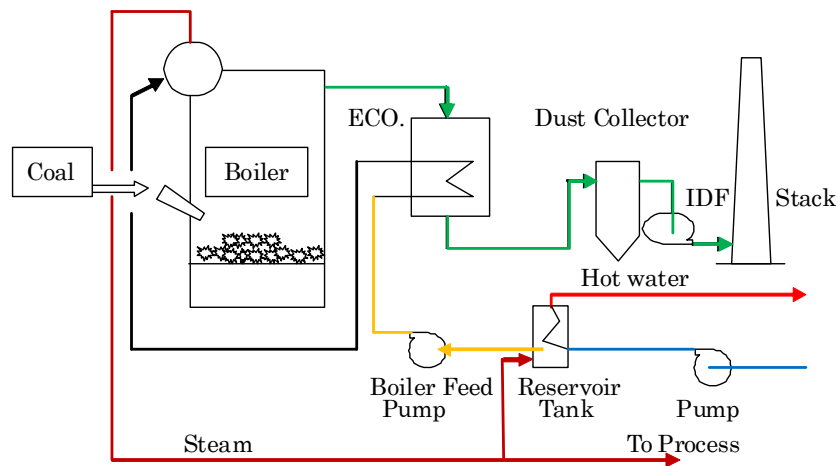 ECO.
Dust Collector
Coal
Boiler
IDF
Stack
Hot water
Boiler Feed
Pump
Reservoir
Tank
Pump
Steam
To Process